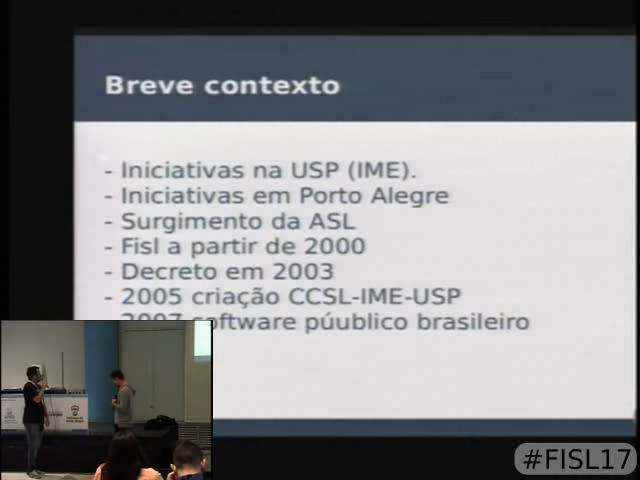 Breve contexto
- Iniciativas na USP (IME).
- Iniciativas em Porto Alegre
- Surgimento da ASL
- Fisl a partir de 2000
- Decreto em 2003
- 2005 criação CCSL-IME-USP
2007 software púublico brasileiro
#FISL17